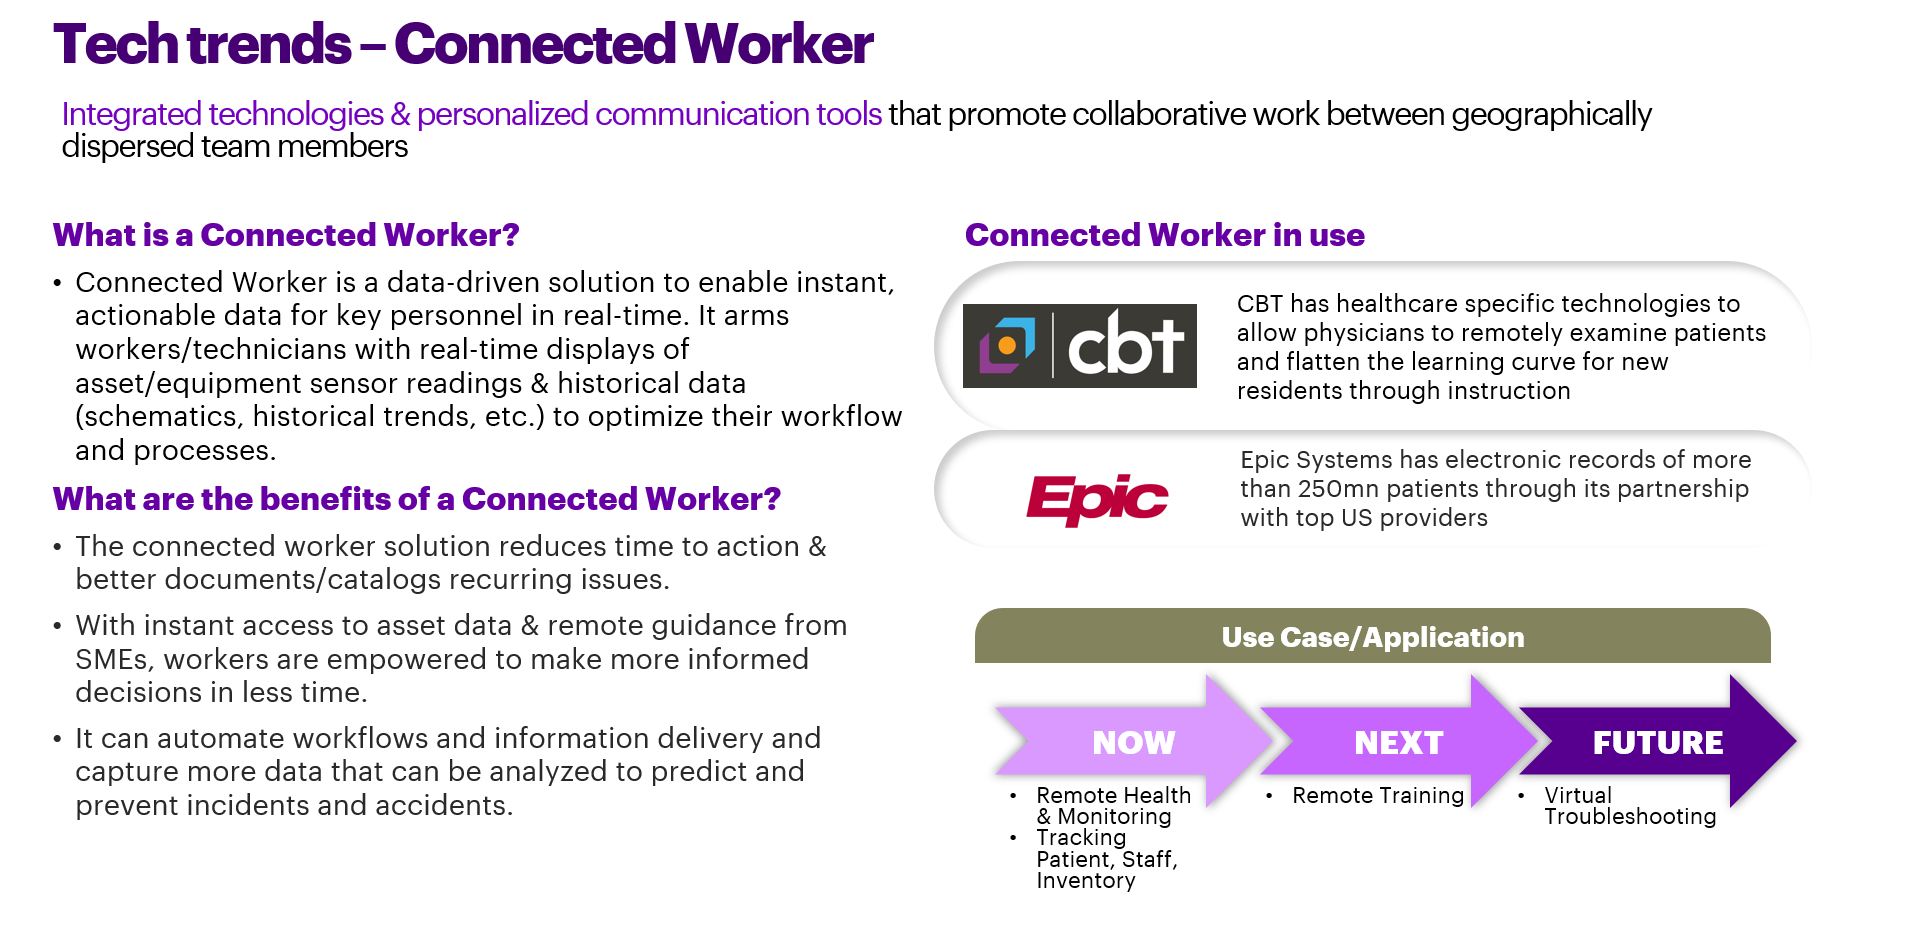 Tech trends – Connected Worker
Integrated technologies & personalized communication tools that promote collaborative work between geographically
dispersed team members
What is a Connected Worker?
• Connected Worker is a data-driven solution to enable instant,
actionable data for key personnel in real-time. It arms
workers/technicians with real-time displays of
asset/equipment sensor readings & historical data
(schematics, historical trends, etc.) to optimize their workflow
and processes.
What are the benefits of a Connected Worker?
• The connected worker solution reduces time to action &
better documents/catalogs recurring issues.
• With instant access to asset data & remote guidance from
SMEs, workers are empowered to make more informed
decisions in less time.
• It can automate workflows and information delivery and
capture more data that can be analyzed to predict and
prevent incidents and accidents.
Connected Worker in use
cbt
CBT has healthcare specific technologies to
allow physicians to remotely examine patients
and flatten the learning curve for new
residents through instruction
Epic
Epic Systems has electronic records of more
than 250mn patients through its partnership
with top US providers
Use Case/Application
NOW
• Remote Health
& Monitoring
• Tracking
Patient, Staff,
Inventory
NEXT
• Remote Training
FUTURE
• Virtual
Troubleshooting